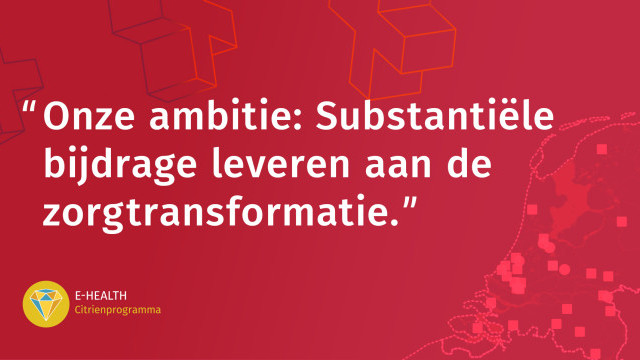 “Onze ambitie: Substantiële
bijdrage leveren aan de
zorgtransformatie.”
E-HEALTH
Citrienprogramma